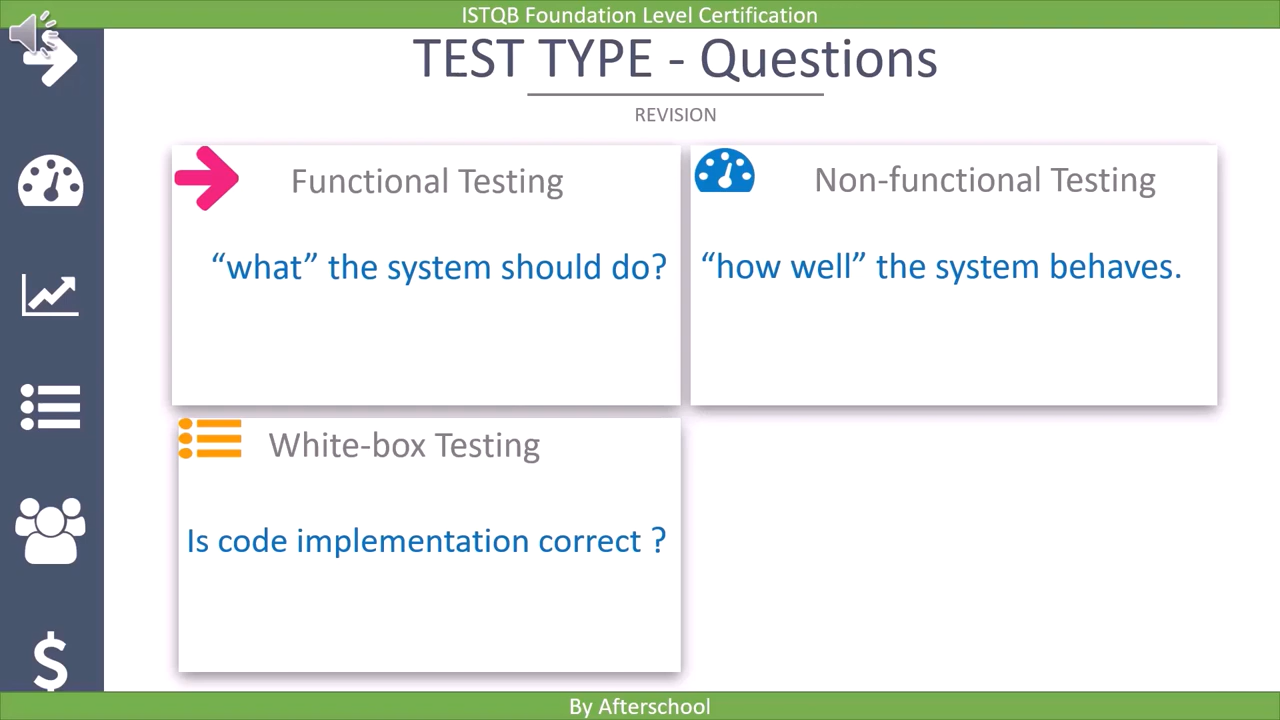 ISTQB Foundation Level Certification
TEST TYPE - Questions
REVISION
Functional Testing
“what” the system should do?
Non-functional Testing
“how well” the system behaves.
White-box Testing
Is code implementation correct ?
$
By Afterschool